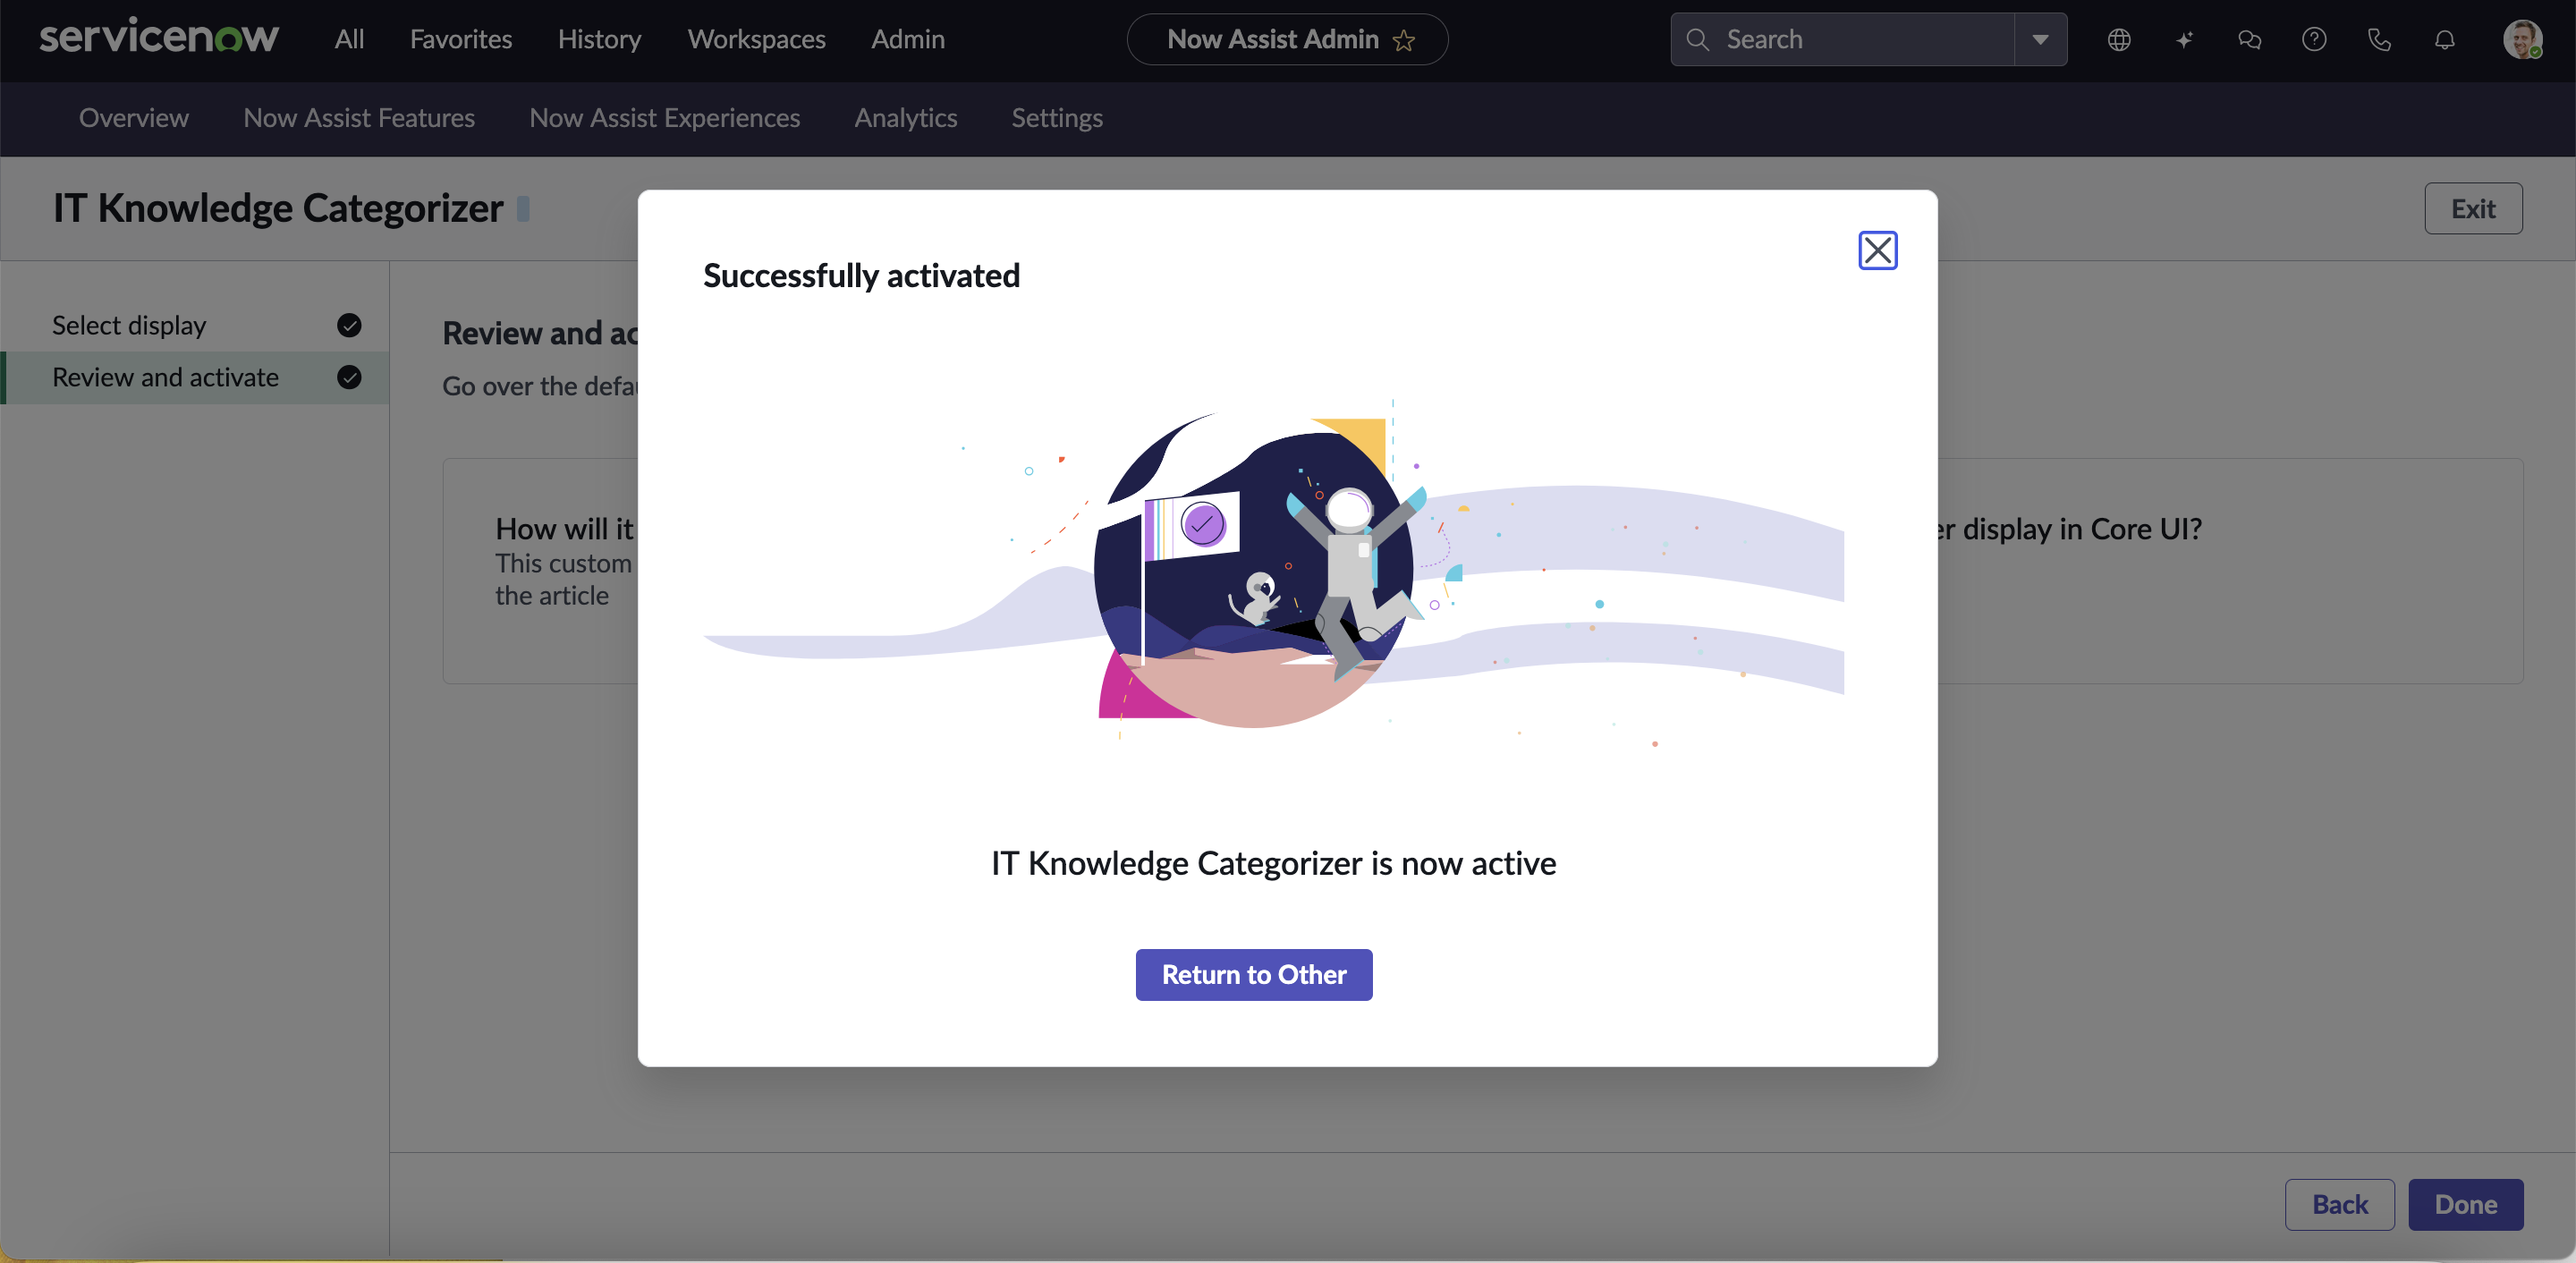 servicenow
All
Favorites
History
Workspaces
Admin
Now Assist Admin
Search
Overview
Now Assist Features
Now Assist Experiences
Analytics
Settings
IT Knowledge Categorizer
Exit
Select display
Review and activate
Review and ac
Go over the defau
How will it
This custom
the article
er display in Core UI?
Successfully activated
IT Knowledge Categorizer is now active
Return to Other
Back
Done